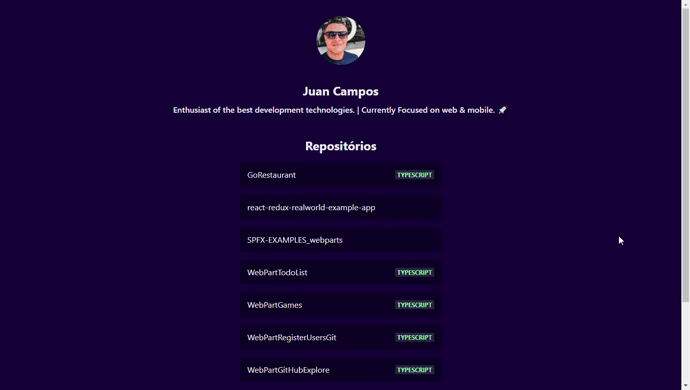 Juan Campos
Enthusiast of the best development technologies. | Currently Focused on web & mobile. 🚀
Repositórios
GoRestaurant TYPESCRIPT
react-redux-realworld-example-app
SPFX-EXAMPLES_webparts
WebPartTodoList TYPESCRIPT
WebPartGames TYPESCRIPT
WebPartRegisterUsersGit TYPESCRIPT
WebPartGitHubExplore TYPESCRIPT